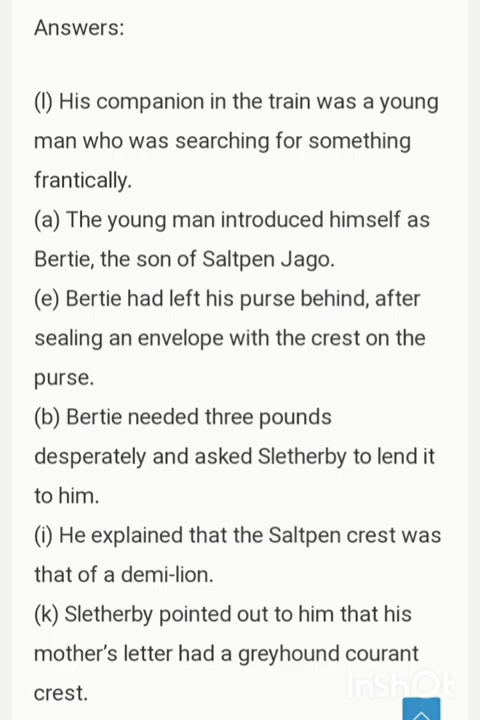 Answers:
(l) His companion in the train was a young
man who was searching for something
frantically.
(a) The young man introduced himself as
Bertie, the son of Saltpen Jago.
(e) Bertie had left his purse behind, after
sealing an envelope with the crest on the
purse.
(b) Bertie needed three pounds
desperately and asked Sletherby to lend it
to him.
(i) He explained that the Saltpen crest was
that of a demi-lion.
(k) Sletherby pointed out to him that his
mother's letter had a greyhound courant
crest.
InShOt